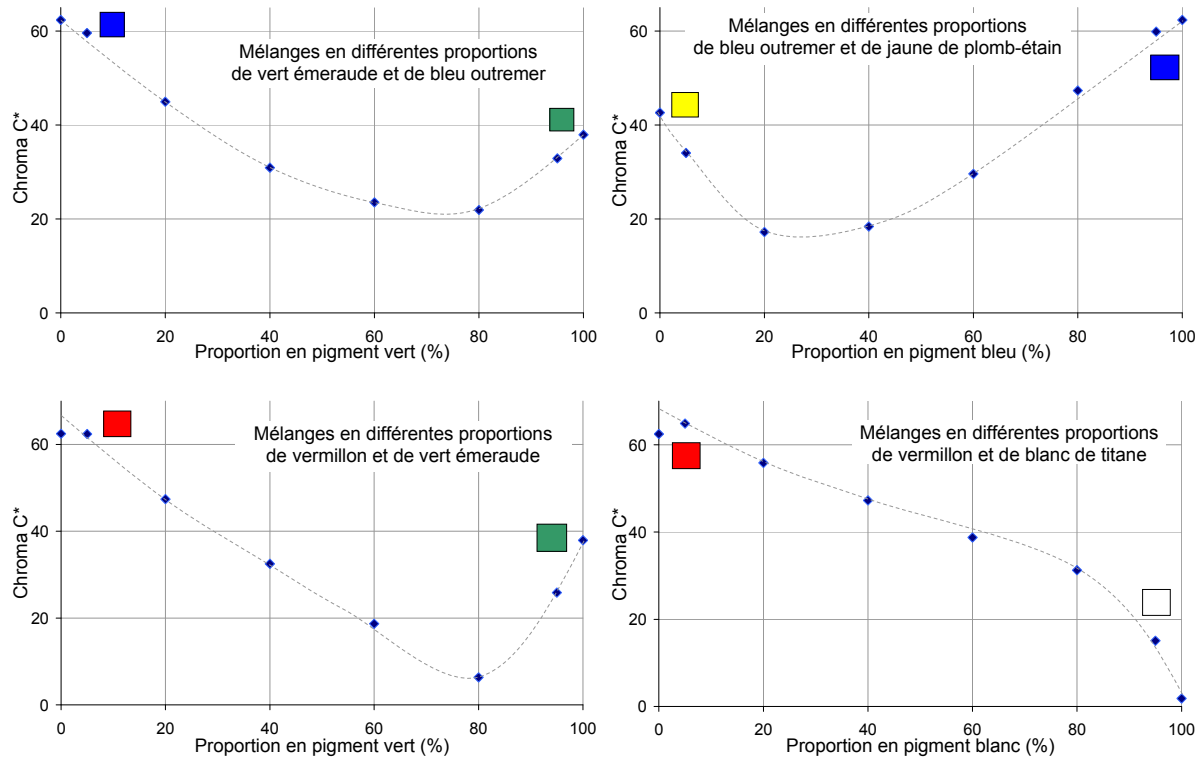 Mélanges en différentes proportions
de vert émeraude et de bleu outremer
Chroma C*
60
40
20
0
0 20 40 60 80 100
Proportion en pigment vert (%)
Mélanges en différentes proportions
de bleu outremer et de jaune de plomb-étain
Chroma C*
60
40
20
0
0 20 40 60 80 100
Proportion en pigment bleu (%)
Mélanges en différentes proportions
de vermillon et de vert émeraude
Chroma C*
60
40
20
0
0 20 40 60 80 100
Proportion en pigment vert (%)
Mélanges en différentes proportions
de vermillon et de blanc de titane
Chroma C*
60
40
20
0
0 20 40 60 80 100
Proportion en pigment blanc (%)